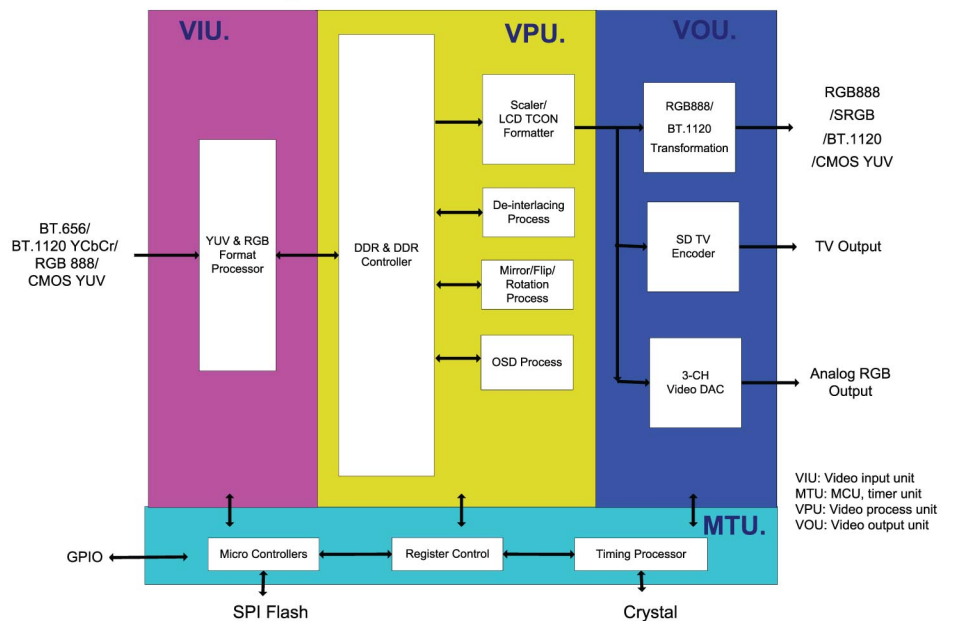 VIU.
VPU.
VOU.
BT.656/
BT.1120 YCbCr/
RGB 888/
CMOS YUV
YUV & RGB
Format
Processor
DDR & DDR
Controller
Scaler/
LCD TCON
Formatter
De-interlacing
Process
Mirror/Flip/
Rotation
Process
OSD Process
RGB888/
BT.1120
Transformation
SD TV
Encoder
3-CH
Video DAC
RGB888
/SRGB
/BT.1120
/CMOS YUV
TV Output
Analog RGB
Output
VIU: Video input unit
MTU: MCU, timer unit
VPU: Video process unit
VOU: Video output unit
MTU.
GPIO
Micro Controllers
Register Control
Timing Processor
SPI Flash
Crystal